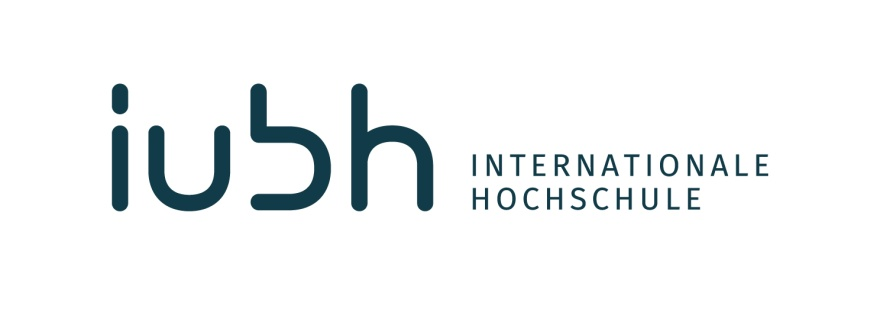 iubh
INTERNATIONALE
HOCHSCHULE